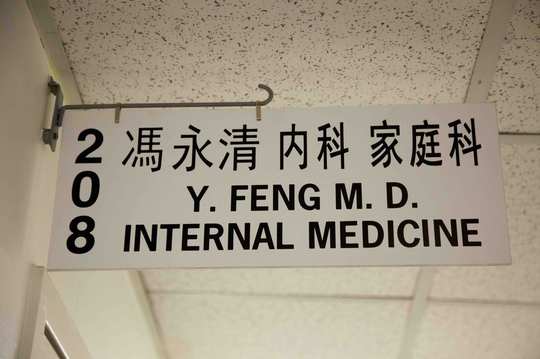 208
馮永清 内科 家庭科
Y. FENG M. D.
INTERNAL MEDICINE